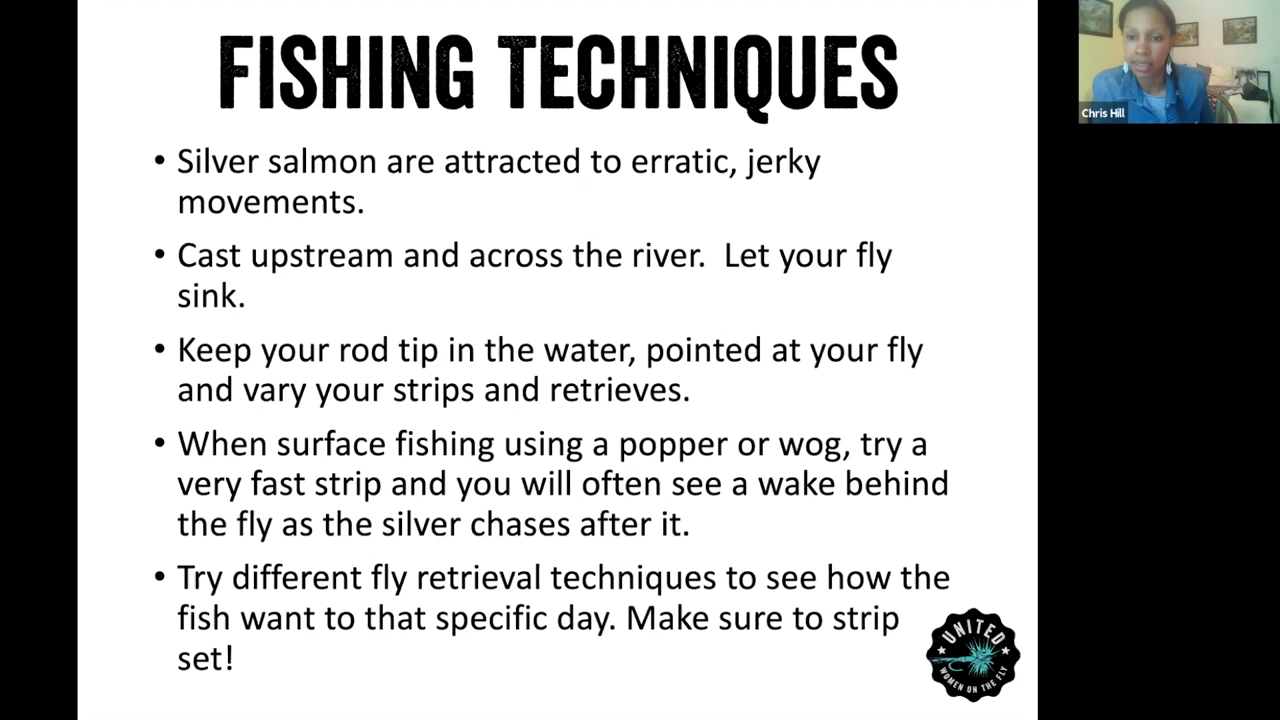 FISHING TECHNIQUES
• Silver salmon are attracted to erratic, jerky
movements.
• Cast upstream and across the river.  Let your fly
sink.
• Keep your rod tip in the water, pointed at your fly
and vary your strips and retrieves.
• When surface fishing using a popper or wog, try a
very fast strip and you will often see a wake behind
the fly as the silver chases after it.
• Try different fly retrieval techniques to see how the
fish want to that specific day. Make sure to strip
set!
UNITED
WOMEN ON THE FLY
Chris Hill